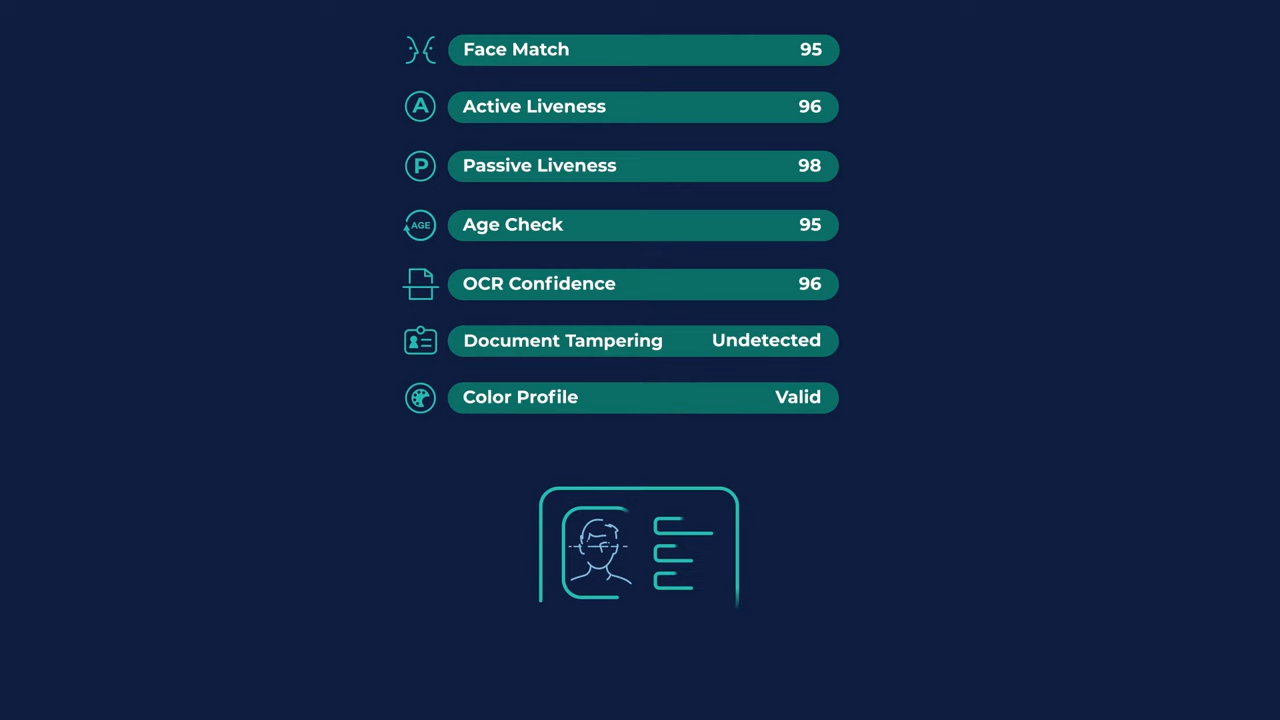 Face Match 95
A Active Liveness 96
P Passive Liveness 98
AGE Age Check 95
OCR Confidence 96
Document Tampering Undetected
Color Profile Valid